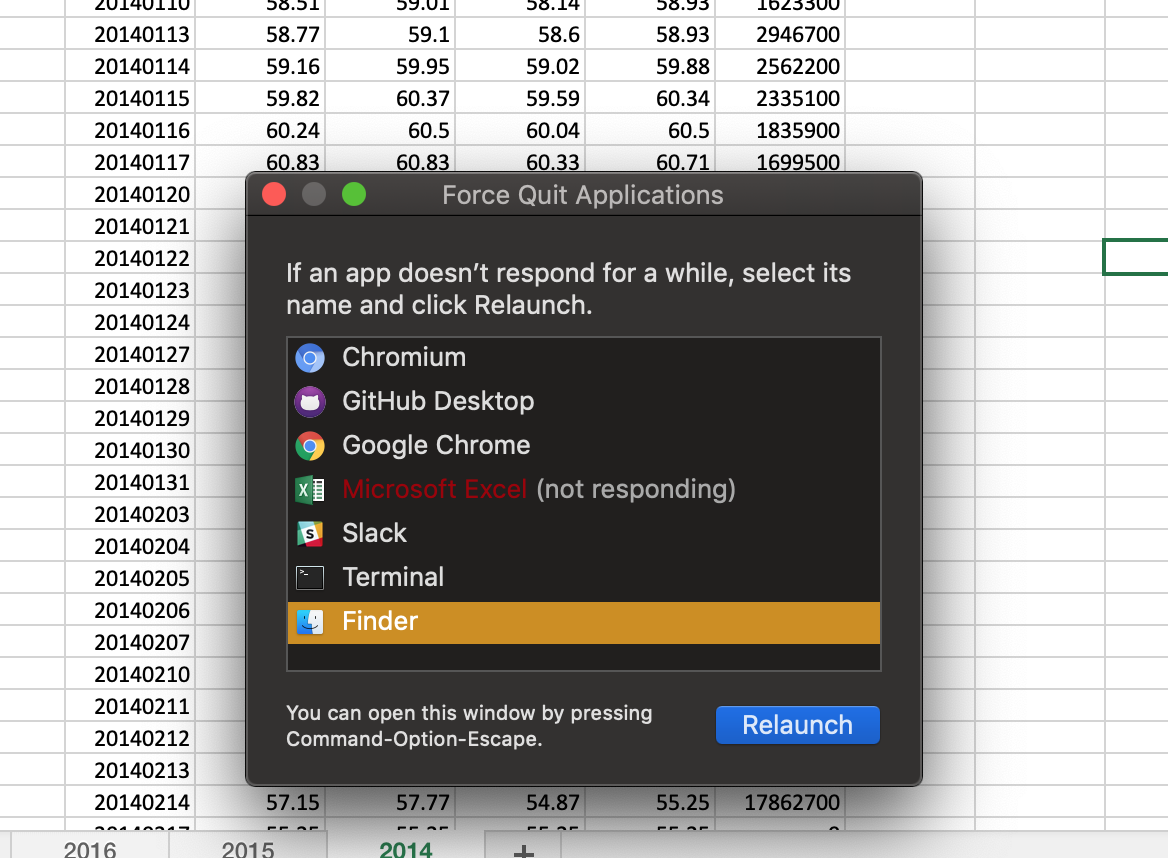 20140110 58.51 59.01 58.14 58.93 1623300
20140113 58.77 59.1 58.6 58.93 2946700
20140114 59.16 59.95 59.02 59.88 2562200
20140115 59.82 60.37 59.59 60.34 2335100
20140116 60.24 60.5 60.04 60.5 1835900
20140117 60.83 60.83 60.33 60.71 1699500
20140120
20140121
20140122
20140123
20140124
20140127
20140128
20140129
20140130
20140131
20140203
20140204
20140205
20140206
20140207
20140210
20140211
20140212
20140213
Force Quit Applications
If an app doesn’t respond for a while, select its
name and click Relaunch.
Chromium
GitHub Desktop
Google Chrome
Microsoft Excel (not responding)
Slack
Terminal
Finder
You can open this window by pressing
Command-Option-Escape.
Relaunch
20140214 57.15 57.77 54.87 55.25 17862700
2016 2015 2014 +